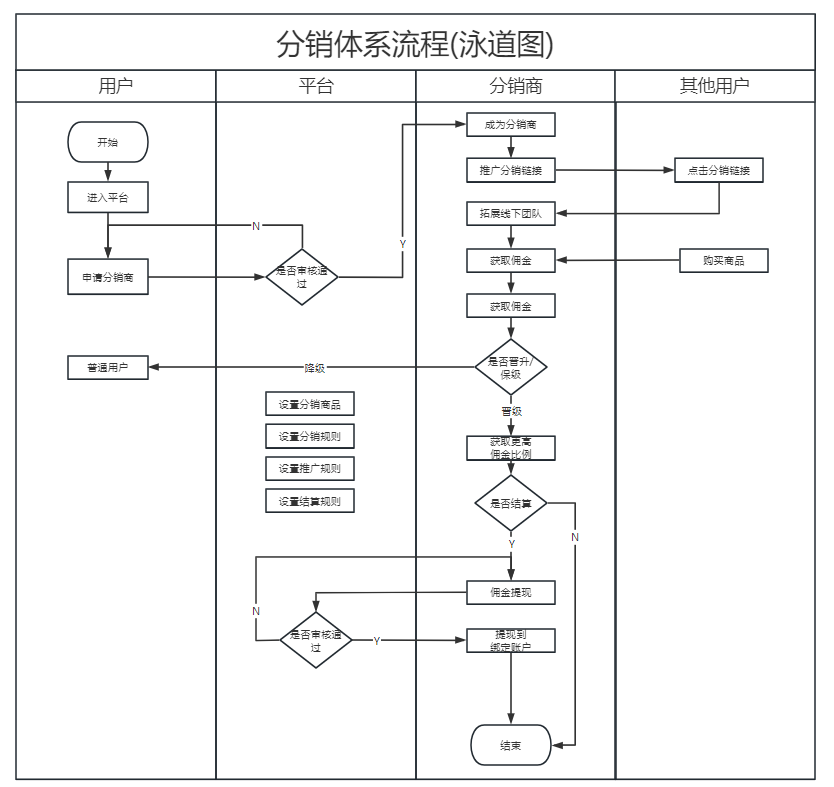 分销体系流程(泳道图)
用户
平台
分销商
其他用户
开始
成为分销商
进入平台
推广分销链接
点击分销链接
拓展线下团队
N
Y
申请分销商
是否审核通
过
获取佣金
购买商品
获取佣金
普通用户
降级
是否晋升/
保级
设置分销商品
晋级
设置分销规则
获取更高
佣金比例
设置推广规则
设置结算规则
是否结算
Y
N
佣金提现
N
是否审核通
过
Y
提现到
绑定账户
结束